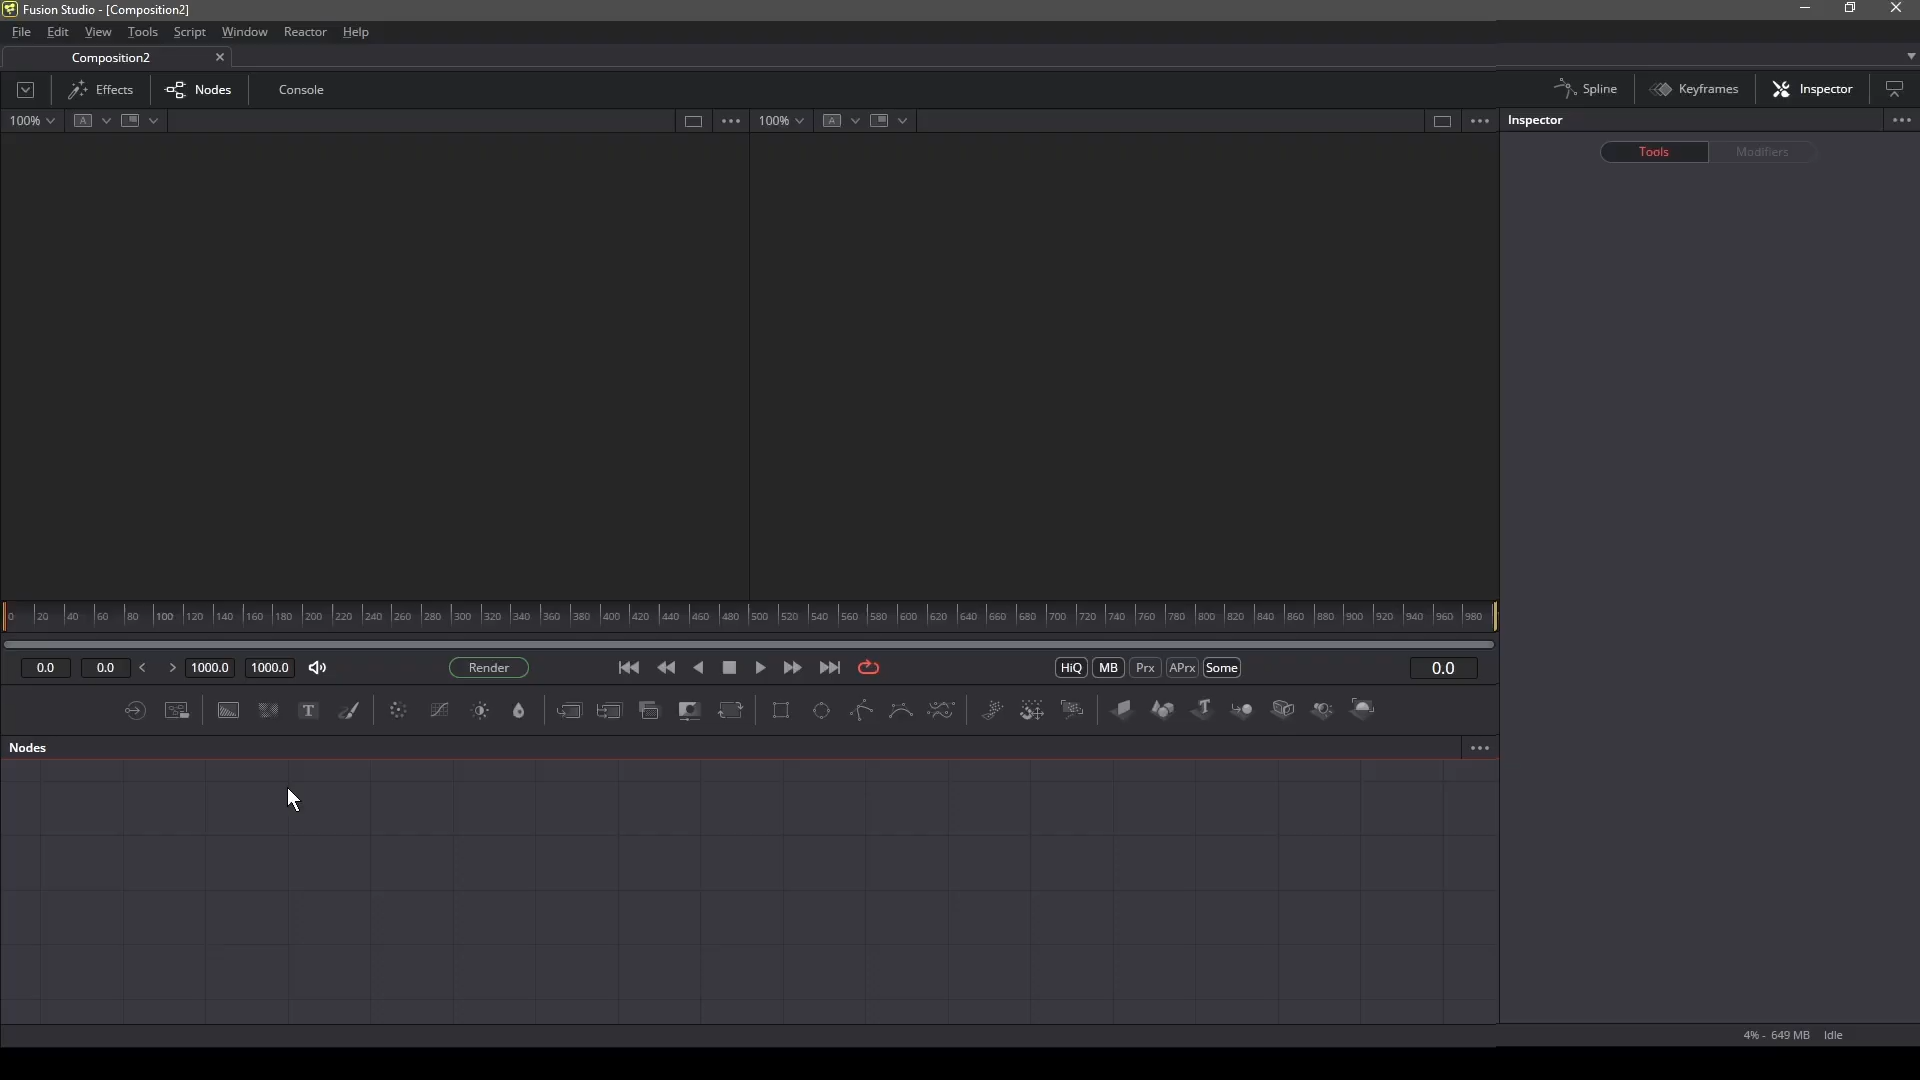 Fusion Studio - [Composition2]
File Edit View Tools Script Window Reactor Help
Composition2
Effects Nodes Console Spline Keyframes Inspector
100% A 100% A Inspector
Tools Modifiers
0 20 40 60 80 100 120 140 160 180 200 220 240 260 280 300 320 340 360 380 400 420 440 460 480 500 520 540 560 580 600 620 640 660 680 700 720 740 760 780 800 820 840 860 880 900 920 940 960 980
0.0 0.0 < > 1000.0 1000.0 Render HiQ MB Prx APrx Some 0.0
T T
Nodes
4% - 649 MB Idle